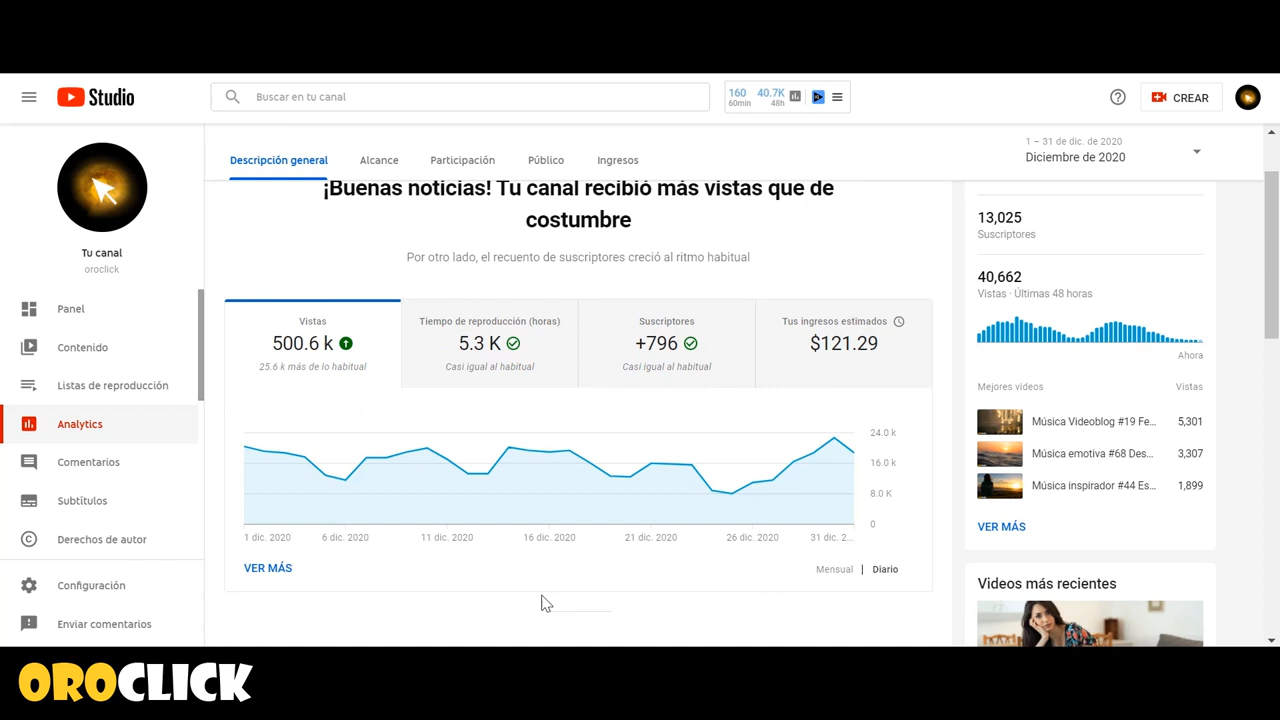 Studio
Buscar en tu canal
160 40.7K
60min 48h
CREAR
Tu canal
oroclick
Panel
Contenido
Listas de reproducción
Analytics
Comentarios
Subtítulos
Derechos de autor
Configuración
Enviar comentarios
Descripción general Alcance Participación Público Ingresos
1 – 31 de dic. de 2020
Diciembre de 2020
¡Buenas noticias! Tu canal recibió más vistas que de
costumbre
Por otro lado, el recuento de suscriptores creció al ritmo habitual
Vistas
500.6 k
25.6 k más de lo habitual
Tiempo de reproducción (horas)
5.3 K
Casi igual al habitual
Suscriptores
+796
Casi igual al habitual
Tus ingresos estimados
$121.29
24.0 k
16.0 k
8.0 K
0
1 dic. 2020 6 dic. 2020 11 dic. 2020 16 dic. 2020 21 dic. 2020 26 dic. 2020 31 dic. 2...
VER MÁS
Mensual | Diario
13,025
Suscriptores
40,662
Vistas · Últimas 48 horas
Ahora
Mejores videos Vistas
Música Videoblog #19 Fe... 5,301
Música emotiva #68 Des... 3,307
Música inspirador #44 Es... 1,899
VER MÁS
Videos más recientes
OROCLICK